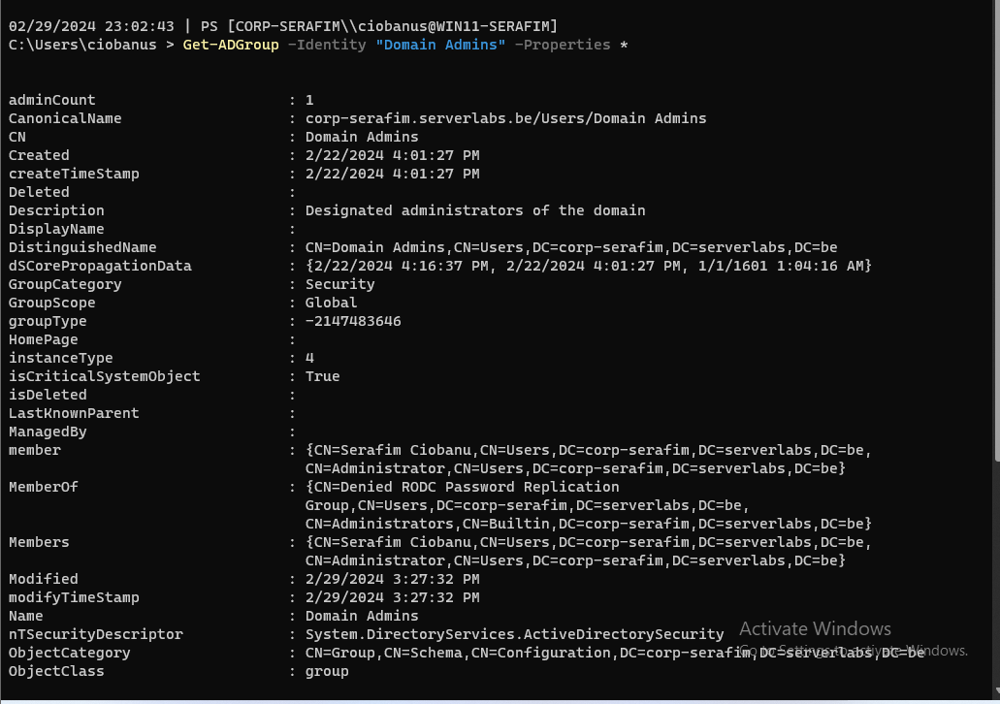 02/29/2024 23:02:43 | PS [CORP-SERAFIM\\ciobanus@WIN11-SERAFIM]
C:\Users\ciobanus > Get-ADGroup -Identity "Domain Admins" -Properties *
adminCount : 1
CanonicalName : corp-serafim.serverlabs.be/Users/Domain Admins
CN : Domain Admins
Created : 2/22/2024 4:01:27 PM
createTimeStamp : 2/22/2024 4:01:27 PM
Deleted :
Description : Designated administrators of the domain
DisplayName :
DistinguishedName : CN=Domain Admins,CN=Users,DC=corp-serafim,DC=serverlabs,DC=be
dSCorePropagationData : {2/22/2024 4:16:37 PM, 2/22/2024 4:01:27 PM, 1/1/1601 1:04:16 AM}
GroupCategory : Security
GroupScope : Global
groupType : -2147483646
HomePage :
instanceType : 4
isCriticalSystemObject : True
isDeleted :
LastKnownParent :
ManagedBy :
member : {CN=Serafim Ciobanu,CN=Users,DC=corp-serafim,DC=serverlabs,DC=be,
CN=Administrator,CN=Users,DC=corp-serafim,DC=serverlabs,DC=be}
MemberOf : {CN=Denied RODC Password Replication
Group,CN=Users,DC=corp-serafim,DC=serverlabs,DC=be,
CN=Administrators,CN=Builtin,DC=corp-serafim,DC=serverlabs,DC=be}
Members : {CN=Serafim Ciobanu,CN=Users,DC=corp-serafim,DC=serverlabs,DC=be,
CN=Administrator,CN=Users,DC=corp-serafim,DC=serverlabs,DC=be}
Modified : 2/29/2024 3:27:32 PM
modifyTimeStamp : 2/29/2024 3:27:32 PM
Name : Domain Admins
nTSecurityDescriptor : System.DirectoryServices.ActiveDirectorySecurity
ObjectCategory : CN=Group,CN=Schema,CN=Configuration,DC=corp-serafim,DC=serverlabs,DC=be
ObjectClass : group
Activate Windows
Go to Settings to activate Windows.